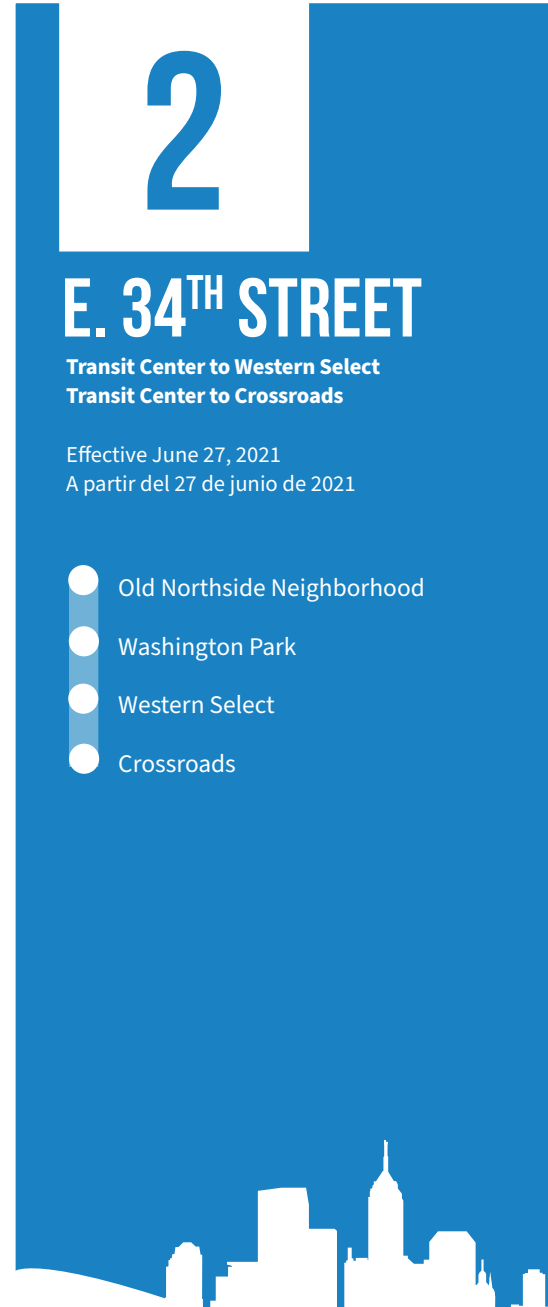 2
E. 34TH STREET
Transit Center to Western Select
Transit Center to Crossroads
Effective June 27, 2021
A partir del 27 de junio de 2021
Old Northside Neighborhood
Washington Park
Western Select
Crossroads